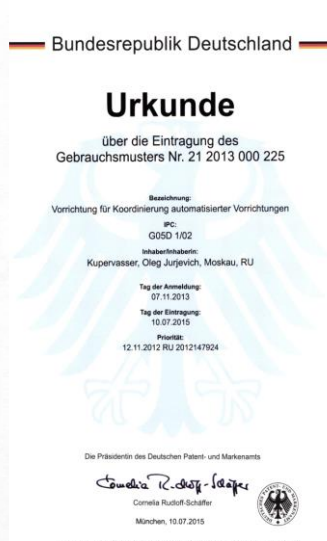 Bundesrepublik Deutschland
Urkunde
über die Eintragung des
Gebrauchsmusters Nr. 21 2013 000 225
Bezeichnung:
Vorrichtung für Koordinierung automatisierter Vorrichtungen
IPC:
G05D 1/02
Inhaber/Inhaberin:
Kupervasser, Oleg Jurjevich, Moskau, RU
Tag der Anmeldung:
07.11.2013
Tag der Eintragung:
10.07.2015
Priorität:
12.11.2012 RU 2012147924
Die Präsidentin des Deutschen Patent- und Markenamts
Cornelia Rudloff-Schäffer
Cornelia Rudloff-Schäffer
München, 10.07.2015